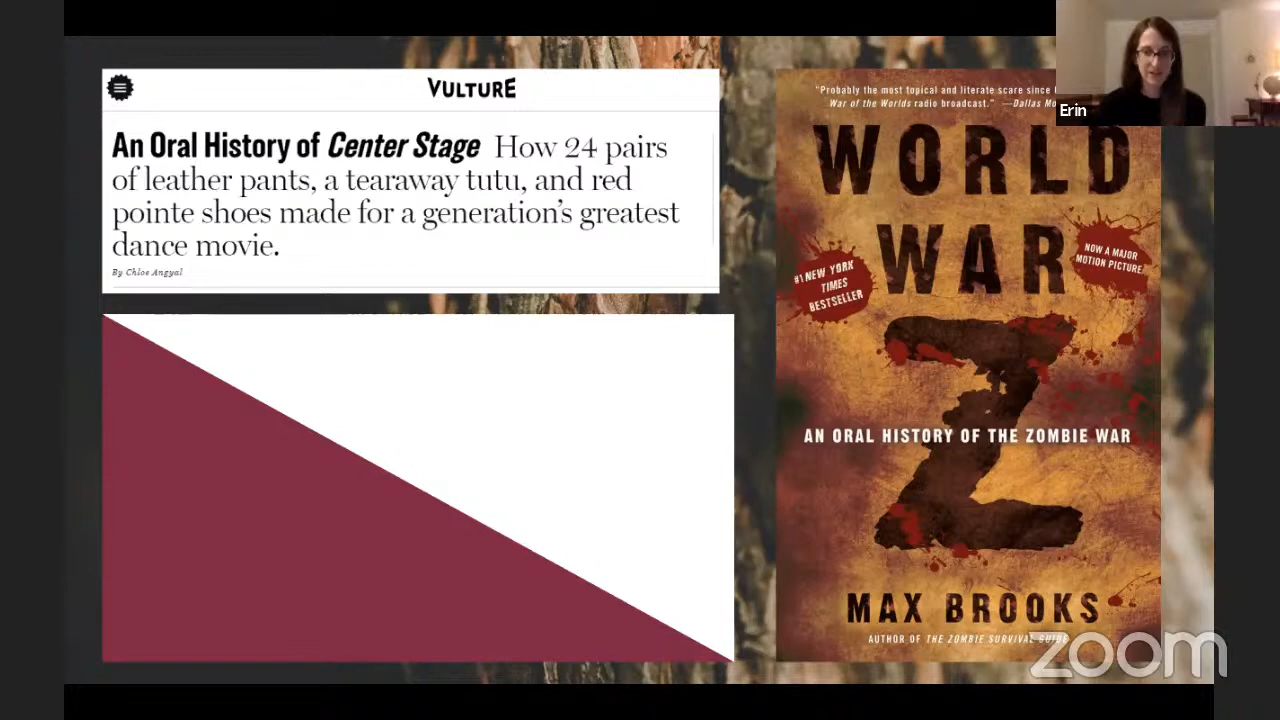 VULTURE
An Oral History of Center Stage How 24 pairs
of leather pants, a tearaway tutu, and red
pointe shoes made for a generation's greatest
dance movie.
By Chloe Angyal
"Probably the most topical and literate scare since
War of the Worlds radio broadcast." —Dallas
Erin
WORLD
WAR
Z
#1 NEW YORK
TIMES
BESTSELLER
NOW A MAJOR
MOTION PICTURE
AN ORAL HISTORY OF THE ZOMBIE WAR
MAX BROOKS
AUTHOR OF THE ZOMBIE SURVIVAL GUIDE
zoom